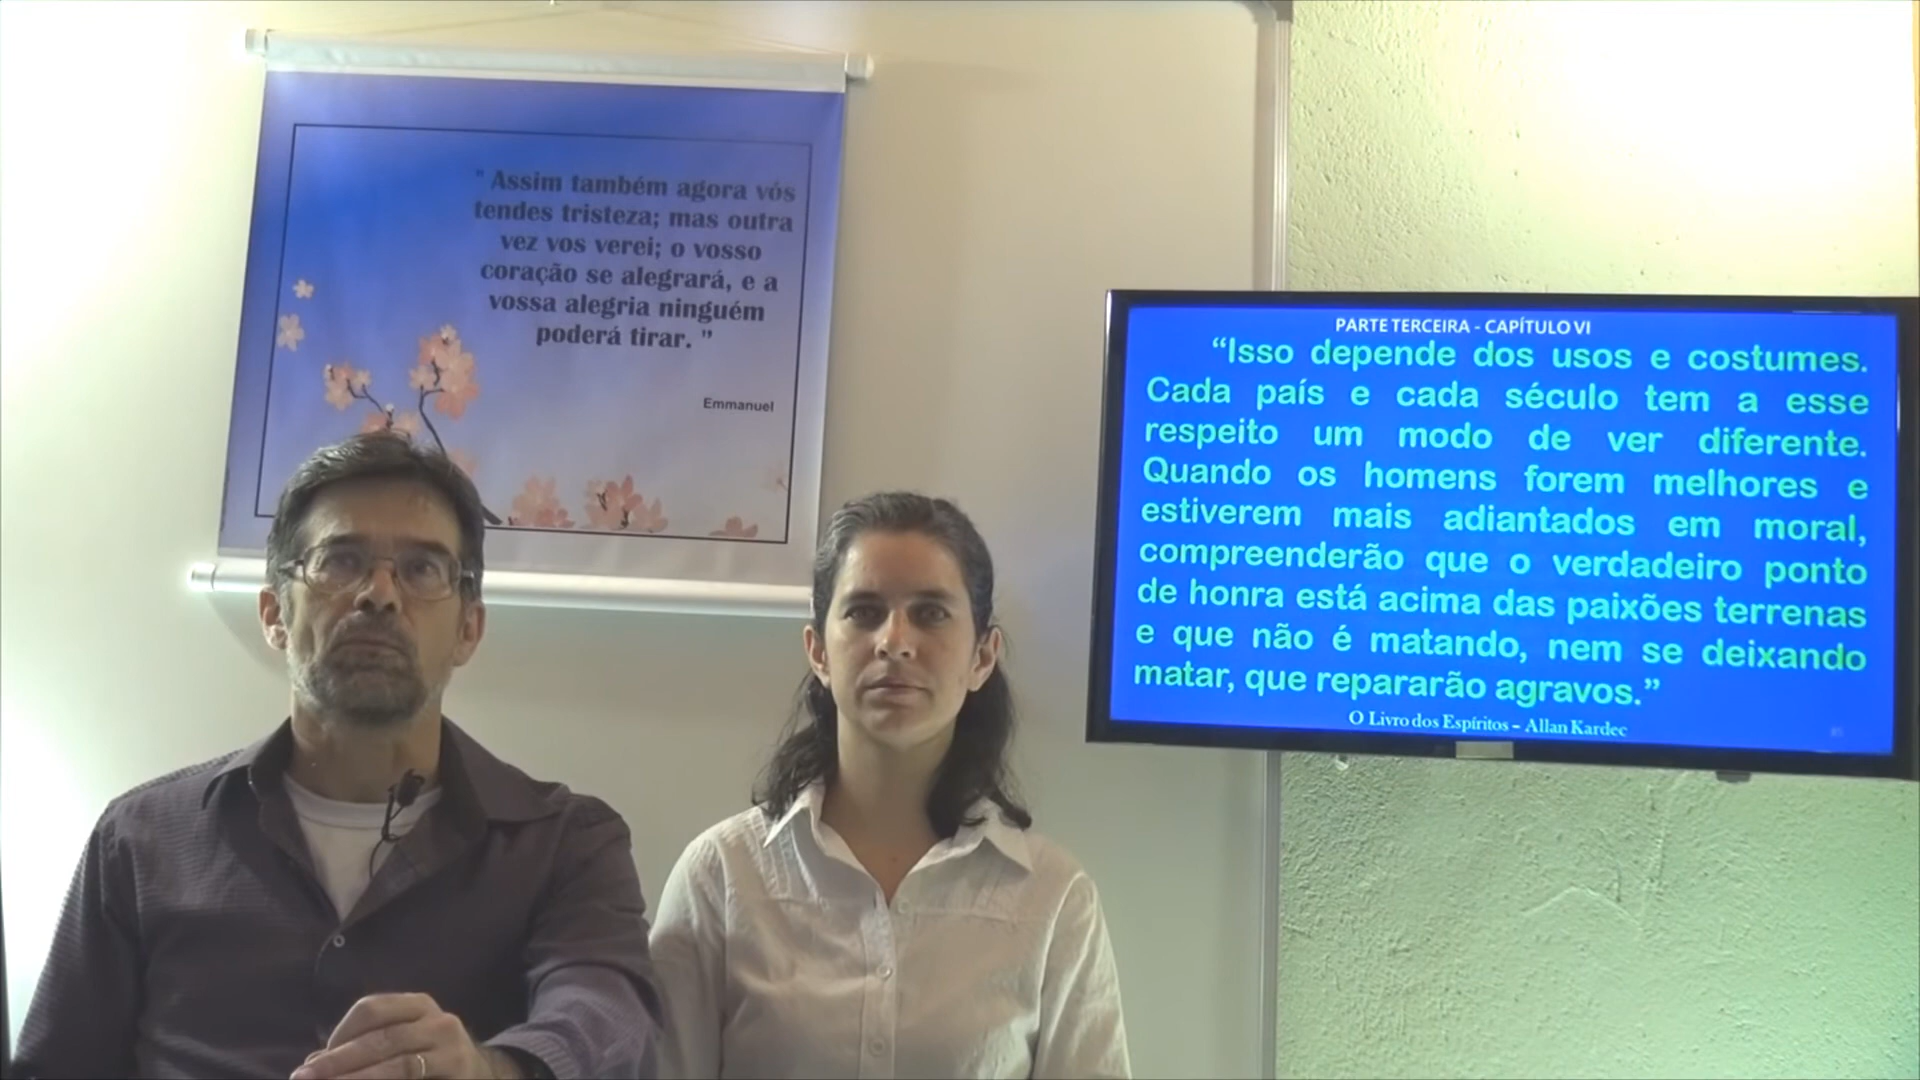 " Assim também agora vós
tendes tristeza; mas outra
vez vos verei; o vosso
coração se alegrará, e a
vossa alegria ninguém
poderá tirar. "
Emmanuel
PARTE TERCEIRA - CAPÍTULO VI
“Isso depende dos usos e costumes.
Cada país e cada século tem a esse
respeito um modo de ver diferente.
Quando os homens forem melhores e
estiverem mais adiantados em moral,
compreenderão que o verdadeiro ponto
de honra está acima das paixões terrenas
e que não é matando, nem se deixando
matar, que repararão agravos.”
O Livro dos Espíritos – Allan Kardec